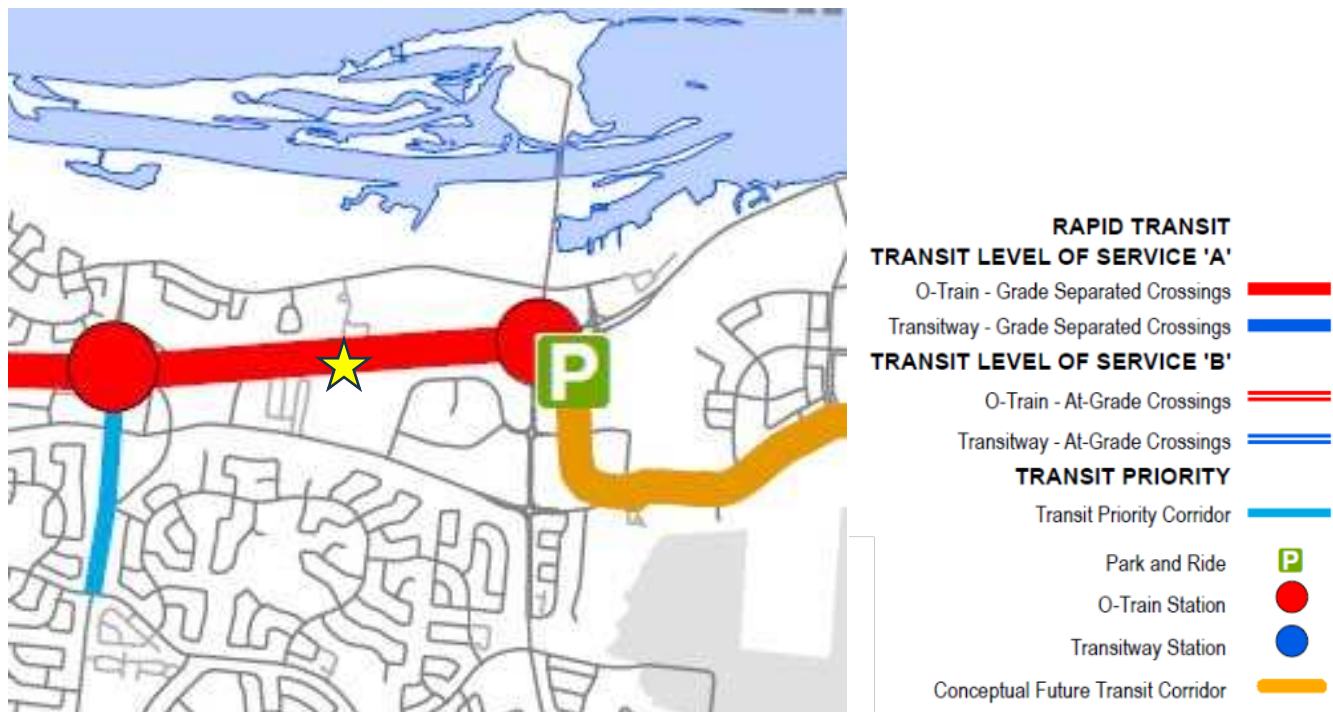 RAPID TRANSIT
TRANSIT LEVEL OF SERVICE 'A'
O-Train - Grade Separated Crossings
Transitway - Grade Separated Crossings
TRANSIT LEVEL OF SERVICE 'B'
O-Train - At-Grade Crossings
Transitway - At-Grade Crossings
TRANSIT PRIORITY
Transit Priority Corridor
P
Park and Ride P
O-Train Station
Transitway Station
Conceptual Future Transit Corridor